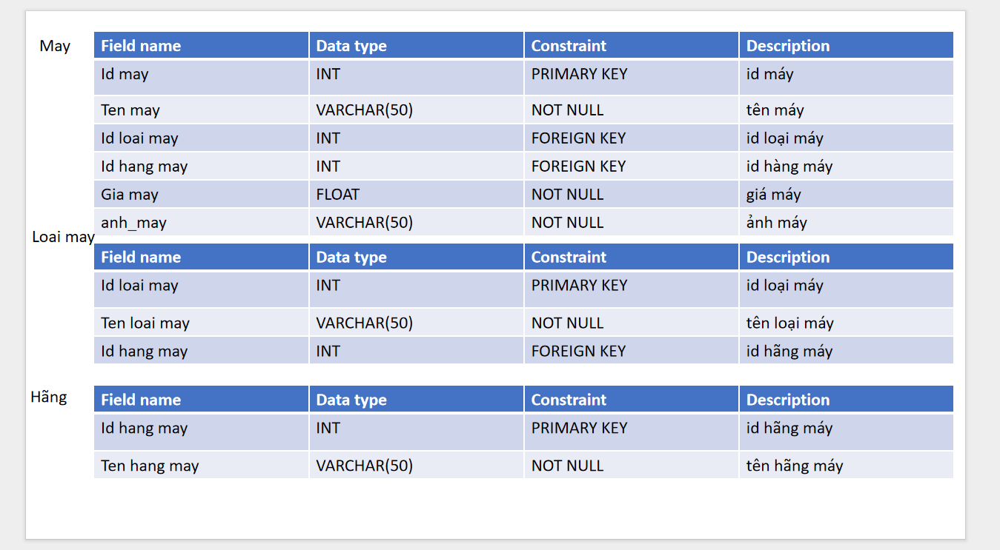 May
Field name Data type Constraint Description
Id may INT PRIMARY KEY id máy
Ten may VARCHAR(50) NOT NULL tên máy
Id loai may INT FOREIGN KEY id loại máy
Id hang may INT FOREIGN KEY id hàng máy
Gia may FLOAT NOT NULL giá máy
anh_may VARCHAR(50) NOT NULL ảnh máy
Loai may
Field name Data type Constraint Description
Id loai may INT PRIMARY KEY id loại máy
Ten loai may VARCHAR(50) NOT NULL tên loại máy
Id hang may INT FOREIGN KEY id hãng máy
Hãng
Field name Data type Constraint Description
Id hang may INT PRIMARY KEY id hãng máy
Ten hang may VARCHAR(50) NOT NULL tên hãng máy